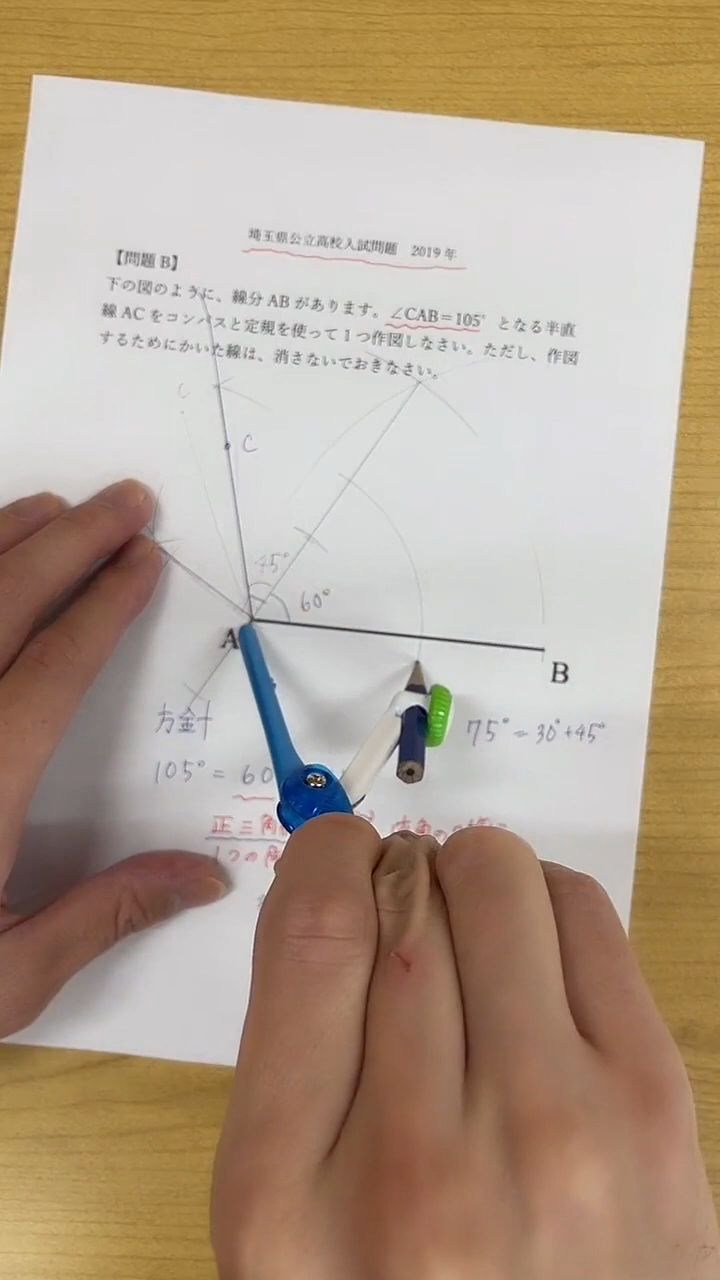 埼玉県公立高校入試問題　2019年
【問題B】
下の図のように、線分ABがあります。∠CAB＝105°となる半直
線ACをコンパスと定規を使って1つ作図しなさい。ただし、作図
するためにかいた線は、消さないでおきなさい。
C
C
45°
60°
A
B
方針
75°=30°+45°
105°=60
正三角
1つの角